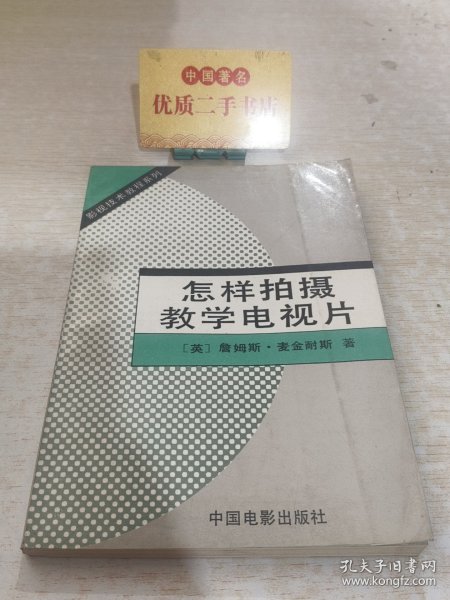 中国著名
优质二手书店
影视技术教程系列
怎样拍摄
教学电视片
［英］詹姆斯·麦金耐斯 著
中国电影出版社
孔夫子旧书网
www.kongfz.com